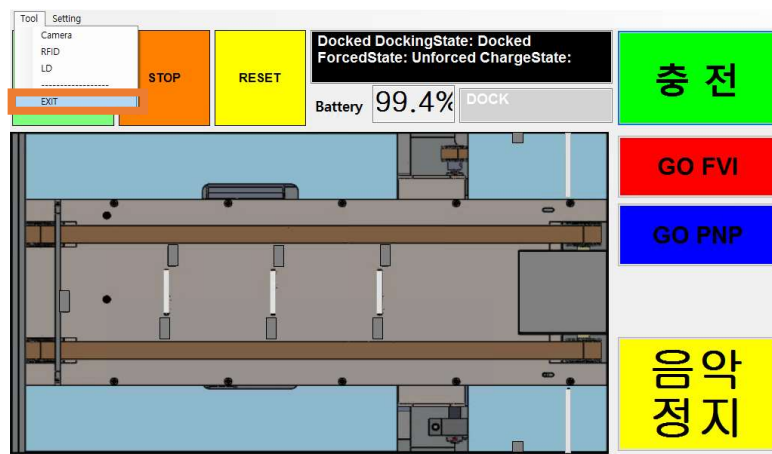 Tool Setting
Camera
RFID
LD
------------------
EXIT
STOP
RESET
Docked DockingState: Docked
ForcedState: Unforced ChargeState:
Battery 99.4% DOCK
충 전
GO FVI
GO PNP
음악
정지